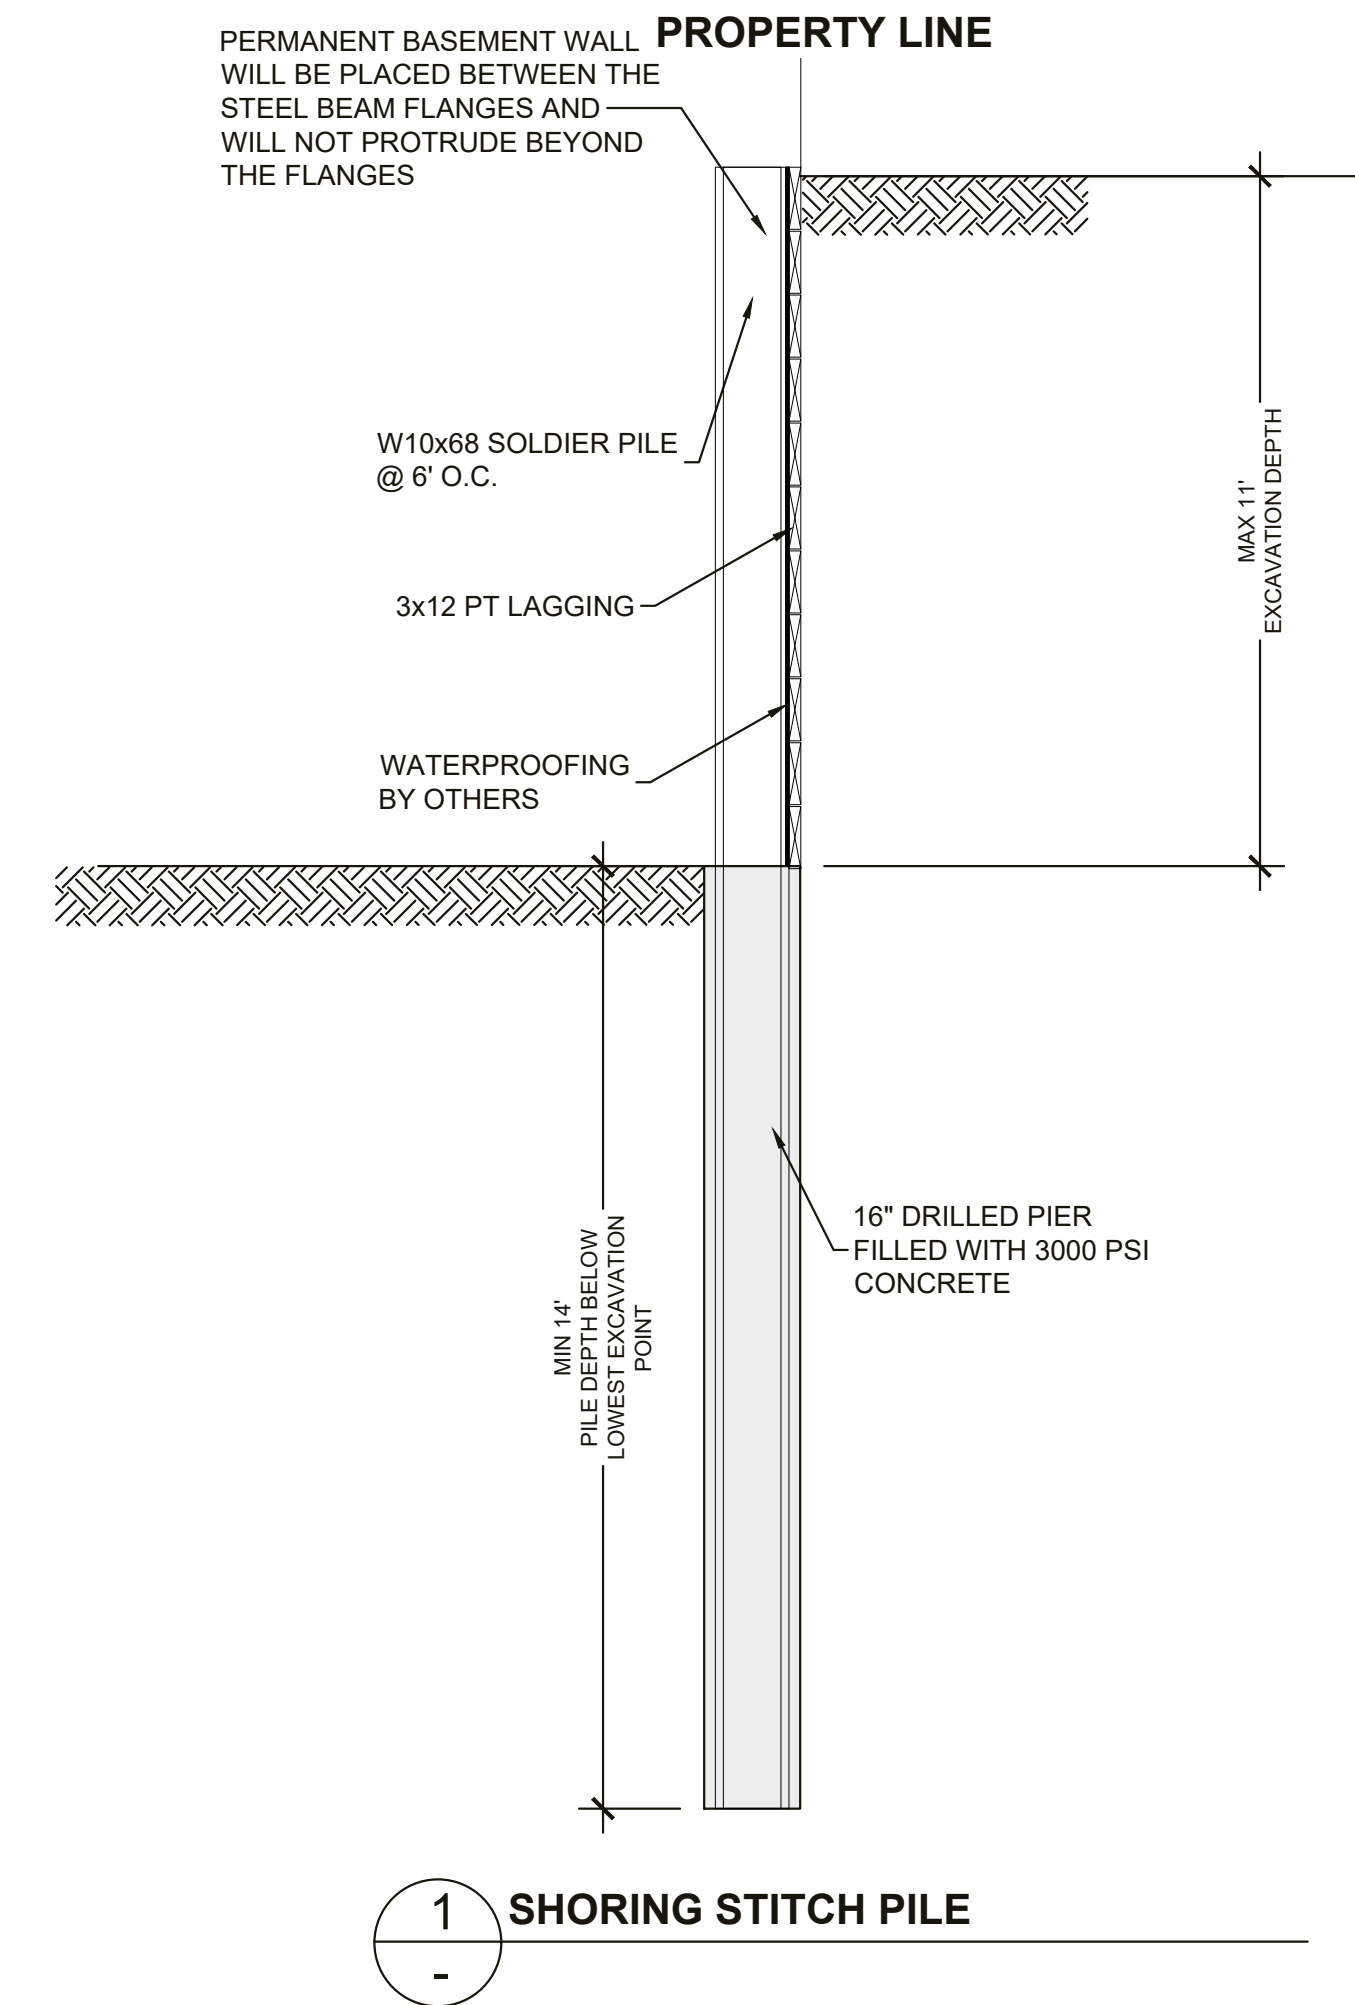 PROPERTY LINE
PERMANENT BASEMENT WALL
WILL BE PLACED BETWEEN THE
STEEL BEAM FLANGES AND
WILL NOT PROTRUDE BEYOND
THE FLANGES
W10x68 SOLDIER PILE
@ 6' O.C.
3x12 PT LAGGING
WATERPROOFING
BY OTHERS
MAX 11'
EXCAVATION DEPTH
16" DRILLED PIER
FILLED WITH 3000 PSI
CONCRETE
MIN 14'
PILE DEPTH BELOW
LOWEST EXCAVATION
POINT
1
-
SHORING STITCH PILE